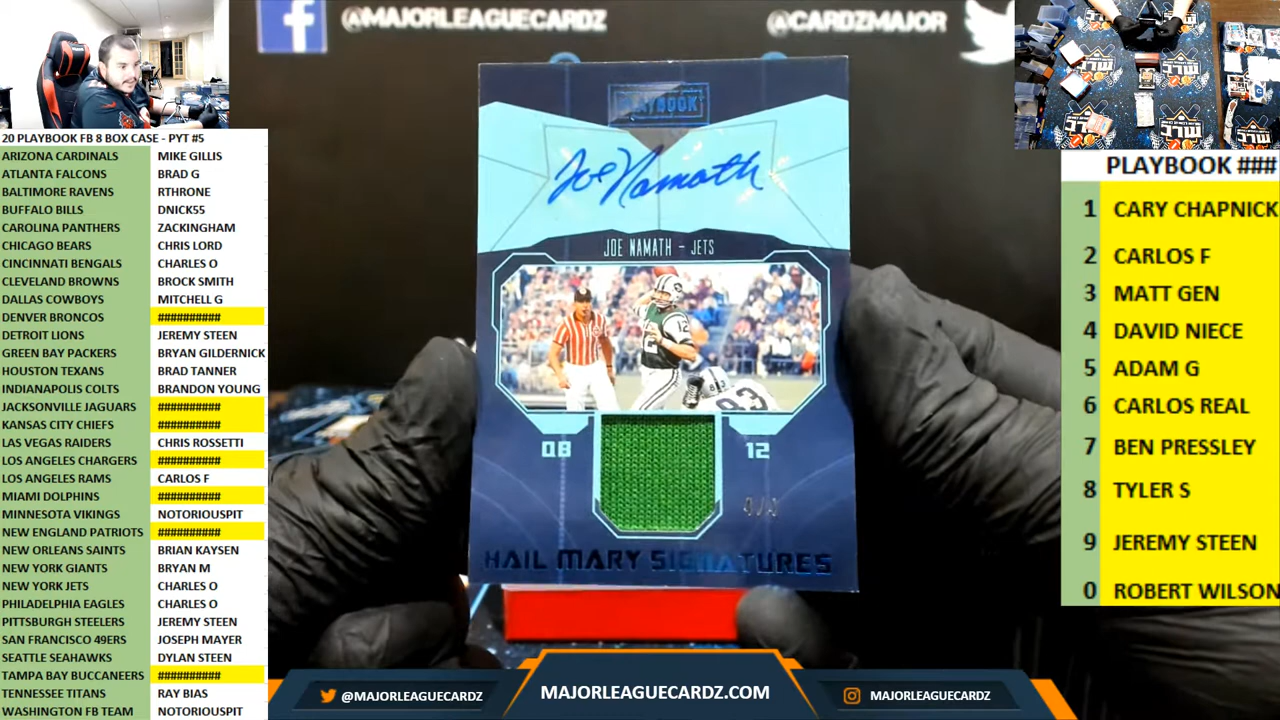 @MAJORLEAGUECARDZ
@CARDZMAJOR
20 PLAYBOOK FB 8 BOX CASE - PYT #5
ARIZONA CARDINALS MIKE GILLIS
ATLANTA FALCONS BRAD G
BALTIMORE RAVENS RTHRONE
BUFFALO BILLS DNICK55
CAROLINA PANTHERS ZACKINGHAM
CHICAGO BEARS CHRIS LORD
CINCINNATI BENGALS CHARLES O
CLEVELAND BROWNS BROCK SMITH
DALLAS COWBOYS MITCHELL G
DENVER BRONCOS ##########
DETROIT LIONS JEREMY STEEN
GREEN BAY PACKERS BRYAN GILDERNICK
HOUSTON TEXANS BRAD TANNER
INDIANAPOLIS COLTS BRANDON YOUNG
JACKSONVILLE JAGUARS ##########
KANSAS CITY CHIEFS ##########
LAS VEGAS RAIDERS CHRIS ROSSETTI
LOS ANGELES CHARGERS ##########
LOS ANGELES RAMS CARLOS F
MIAMI DOLPHINS ##########
MINNESOTA VIKINGS NOTORIOUSPIT
NEW ENGLAND PATRIOTS ##########
NEW ORLEANS SAINTS BRIAN KAYSEN
NEW YORK GIANTS BRYAN M
NEW YORK JETS CHARLES O
PHILADELPHIA EAGLES CHARLES O
PITTSBURGH STEELERS JEREMY STEEN
SAN FRANCISCO 49ERS JOSEPH MAYER
SEATTLE SEAHAWKS DYLAN STEEN
TAMPA BAY BUCCANEERS ##########
TENNESSEE TITANS RAY BIAS
WASHINGTON FB TEAM NOTORIOUSPIT
PLAYBOOK
Joe Namath
JOE NAMATH - JETS
12
83
QB 12
HAIL MARY SIGNATURES
PLAYBOOK ###
1 CARY CHAPNICK
2 CARLOS F
3 MATT GEN
4 DAVID NIECE
5 ADAM G
6 CARLOS REAL
7 BEN PRESSLEY
8 TYLER S
9 JEREMY STEEN
0 ROBERT WILSON
@MAJORLEAGUECARDZ
MAJORLEAGUECARDZ.COM
MAJORLEAGUECARDZ